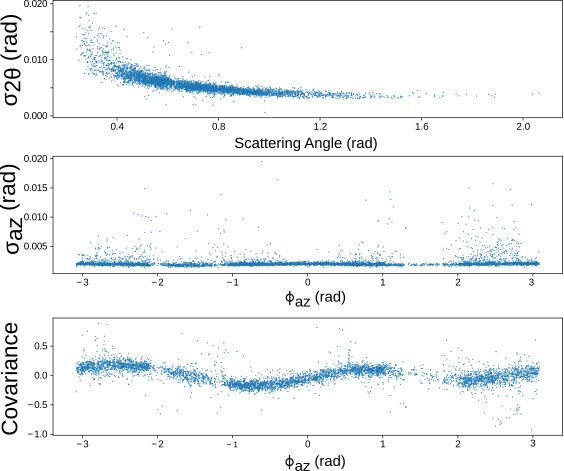 σ2θ (rad)
0.020
0.010
0.000
0.4 0.8 1.2 1.6 2.0
Scattering Angle (rad)
σaz (rad)
0.020
0.015
0.010
0.005
−3 −2 −1 0 1 2 3
ϕaz (rad)
Covariance
0.5
0.0
−0.5
−1.0
−3 −2 −1 0 1 2 3
ϕaz (rad)